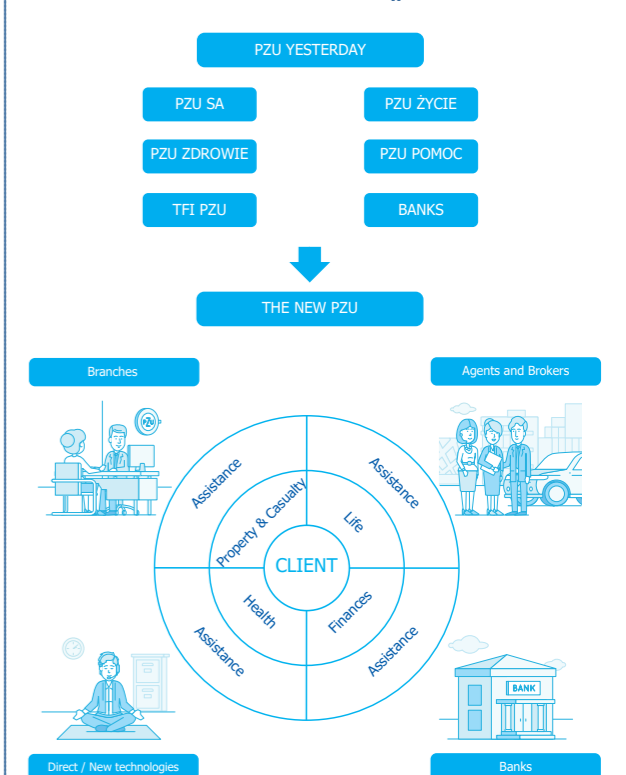 PZU YESTERDAY
PZU SA
PZU ŻYCIE
PZU ZDROWIE
PZU POMOC
TFI PZU
BANKS
THE NEW PZU
Branches
Agents and Brokers
PZU
Assistance
Assistance
Property & Casualty
Life
CLIENT
Health
Finances
Assistance
Assistance
BANK
Direct / New technologies
Banks